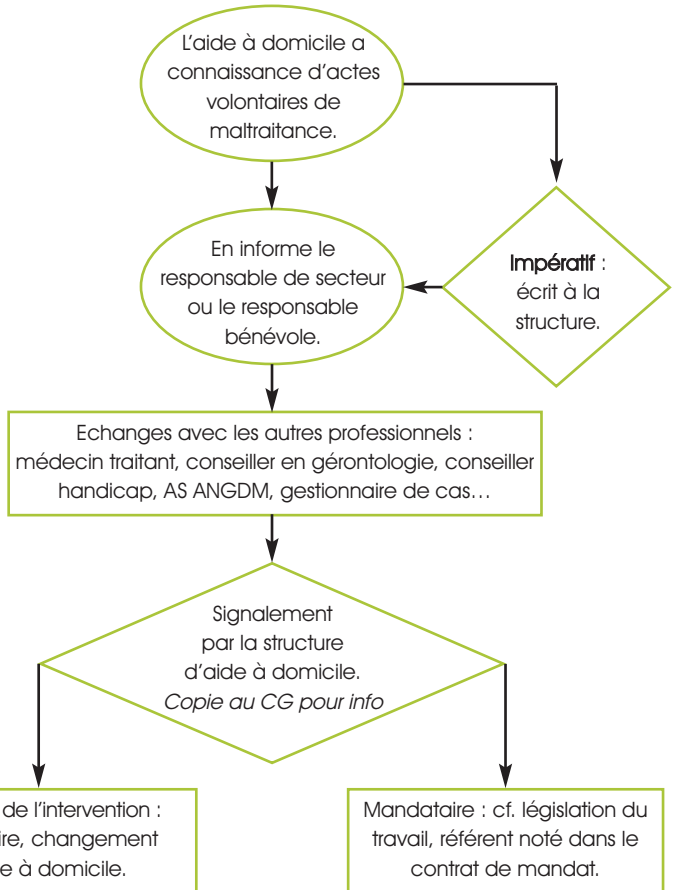 L'aide à domicile a
connaissance d'actes
volontaires de
maltraitance.
En informe le
responsable de secteur
ou le responsable
bénévole.
Impératif :
écrit à la
structure.
Echanges avec les autres professionnels :
médecin traitant, conseiller en gérontologie, conseiller
handicap, AS ANGDM, gestionnaire de cas…
Signalement
par la structure
d'aide à domicile.
Copie au CG pour info
de l'intervention :
changement
à domicile.
Mandataire : cf. législation du
travail, référent noté dans le
contrat de mandat.